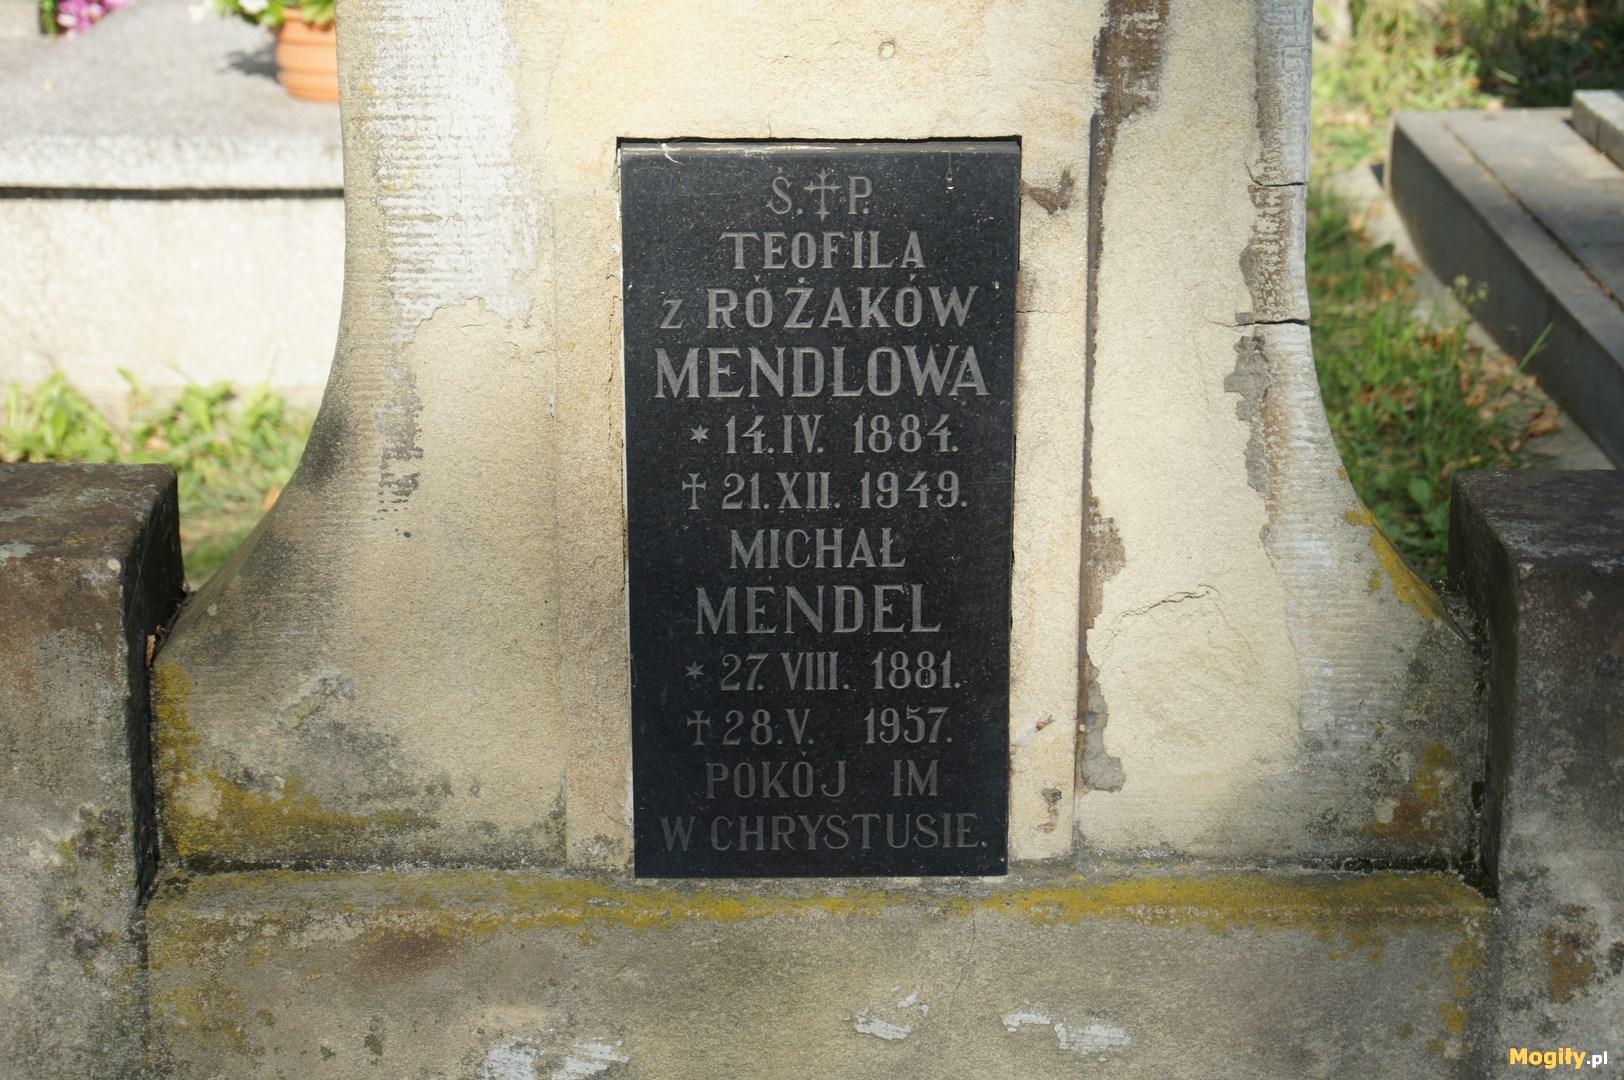 Ś.†P.
TEOFILA
z RÓŻAKÓW
MENDLOWA
* 14.IV. 1884.
† 21.XII. 1949.
MICHAŁ
MENDEL
* 27. VIII. 1881.
† 28.V. 1957.
POKÓJ IM
W CHRYSTUSIE.
Mogiły.pl